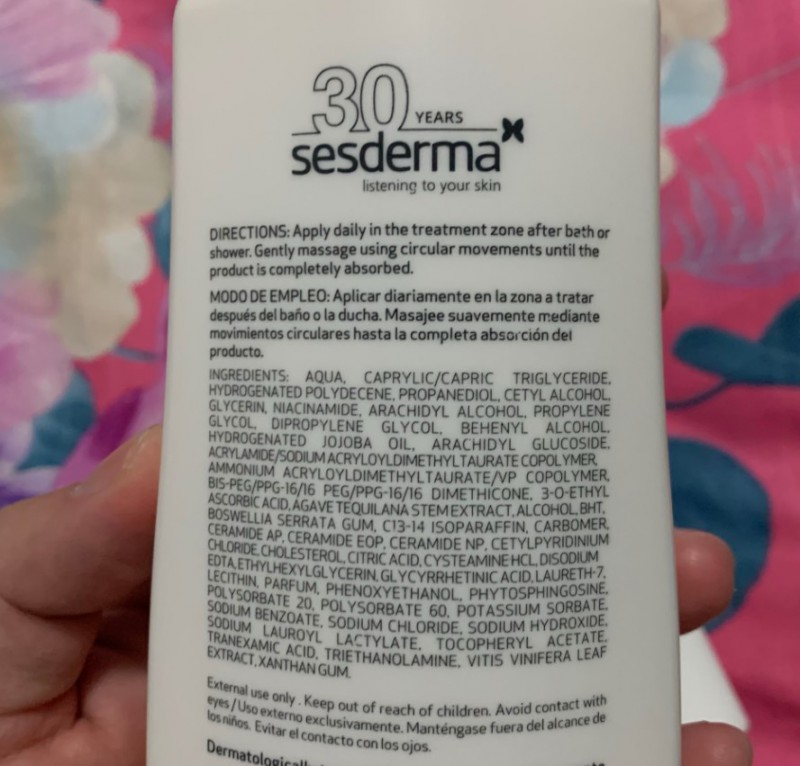 30 YEARS
sesderma
listening to your skin
DIRECTIONS: Apply daily in the treatment zone after bath or
shower. Gently massage using circular movements until the
product is completely absorbed.
MODO DE EMPLEO: Aplicar diariamente en la zona a tratar
después del baño o la ducha. Masajee suavemente mediante
movimientos circulares hasta la completa absorción del
producto.
INGREDIENTS: AQUA, CAPRYLIC/CAPRIC TRIGLYCERIDE,
HYDROGENATED POLYDECENE, PROPANEDIOL, CETYL ALCOHOL,
GLYCERIN, NIACINAMIDE, ARACHIDYL ALCOHOL, PROPYLENE
GLYCOL, DIPROPYLENE GLYCOL, BEHENYL ALCOHOL,
HYDROGENATED JOJOBA OIL, ARACHIDYL GLUCOSIDE,
ACRYLAMIDE/SODIUM ACRYLOYLDIMETHYLTAURATE COPOLYMER,
AMMONIUM ACRYLOYLDIMETHYLTAURATE/VP COPOLYMER,
BIS-PEG/PPG-16/16 PEG/PPG-16/16 DIMETHICONE, 3-O-ETHYL
ASCORBIC ACID, AGAVE TEQUILANA STEM EXTRACT, ALCOHOL, BHT,
BOSWELLIA SERRATA GUM, C13-14 ISOPARAFFIN, CARBOMER,
CERAMIDE AP, CERAMIDE EOP, CERAMIDE NP, CETYLPYRIDINIUM
CHLORIDE, CHOLESTEROL, CITRIC ACID, CYSTEAMINE HCL, DISODIUM
EDTA, ETHYLHEXYLGLYCERIN, GLYCYRRHETINIC ACID, LAURETH-7,
LECITHIN, PARFUM, PHENOXYETHANOL, PHYTOSPHINGOSINE,
POLYSORBATE 20, POLYSORBATE 60, POTASSIUM SORBATE,
SODIUM BENZOATE, SODIUM CHLORIDE, SODIUM HYDROXIDE,
SODIUM LAUROYL LACTYLATE, TOCOPHERYL ACETATE,
TRANEXAMIC ACID, TRIETHANOLAMINE, VITIS VINIFERA LEAF
EXTRACT, XANTHAN GUM.
External use only . Keep out of reach of children. Avoid contact with
eyes / Uso externo exclusivamente. Manténgase fuera del alcance de
los niños. Evitar el contacto con los ojos.